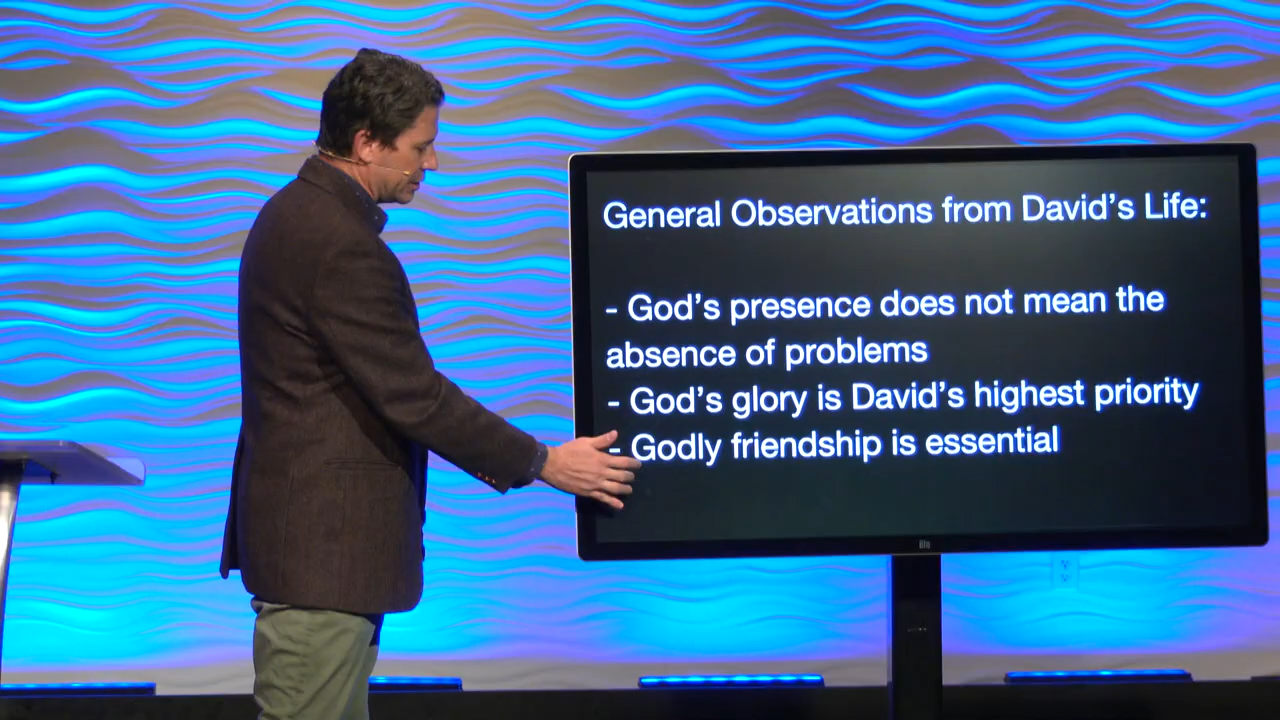 General Observations from David's Life:
- God's presence does not mean the
absence of problems
- God's glory is David's highest priority
- Godly friendship is essential
elo